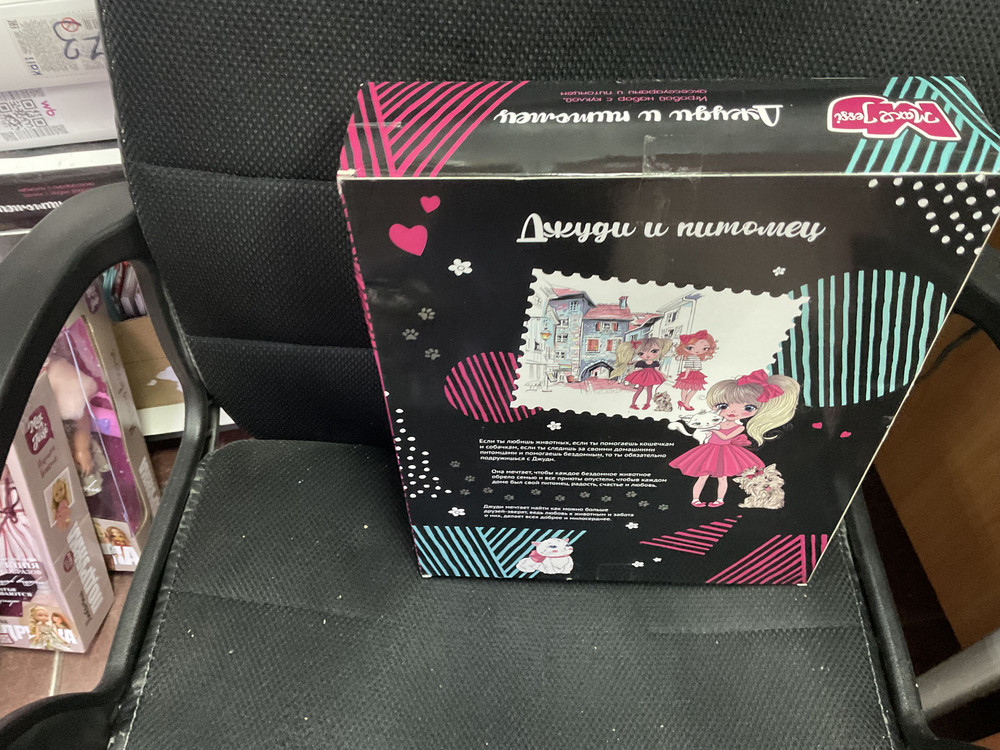 Джуди и питомец
Игровой набор с куклой,
аксессуарами и питомцем
Max & Jessi
Джуди и питомец
Если ты любишь животных, если ты помогаешь кошечкам
и собачкам, если ты следишь за своими домашними
питомцами и помогаешь бездомным, то ты обязательно
подружишься с Джуди.
Она мечтает, чтобы каждое бездомное животное
обрело семью и все приюты опустели, чтобы в каждом
доме был свой питомец, радость, счастье и любовь.
Джуди мечтает найти как можно больше
друзей-зверят, ведь любовь к животным и забота
о них, делает всех добрее и милосерднее.
wb